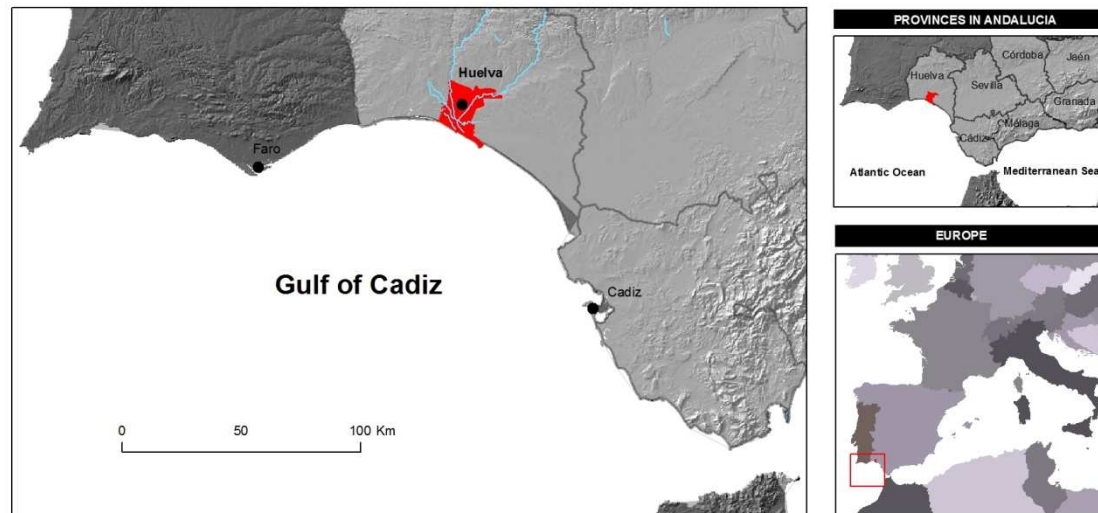 Huelva
Faro
Gulf of Cadiz
Cadiz
0 50 100 Km
PROVINCES IN ANDALUCIA
Córdoba
Jaén
Huelva
Sevilla
Granada
Málaga
Cádiz
Atlantic Ocean
Mediterranean Sea
EUROPE